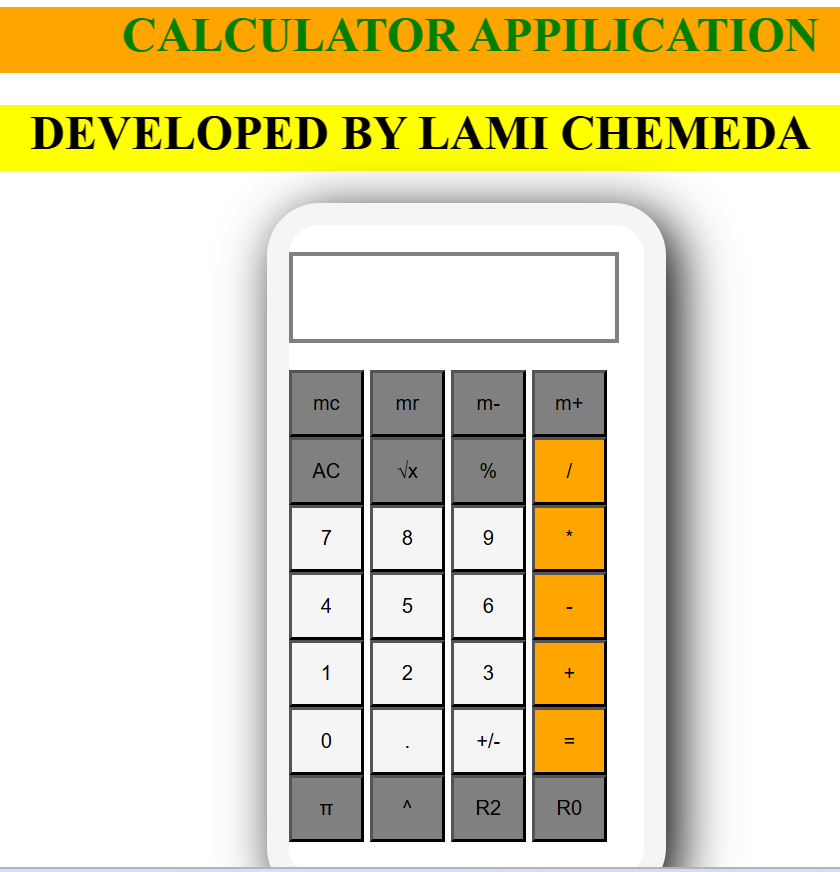 CALCULATOR APPILICATION
DEVELOPED BY LAMI CHEMEDA
mc mr m- m+
AC √x % /
7 8 9 *
4 5 6 -
1 2 3 +
0 . +/- =
π ^ R2 R0